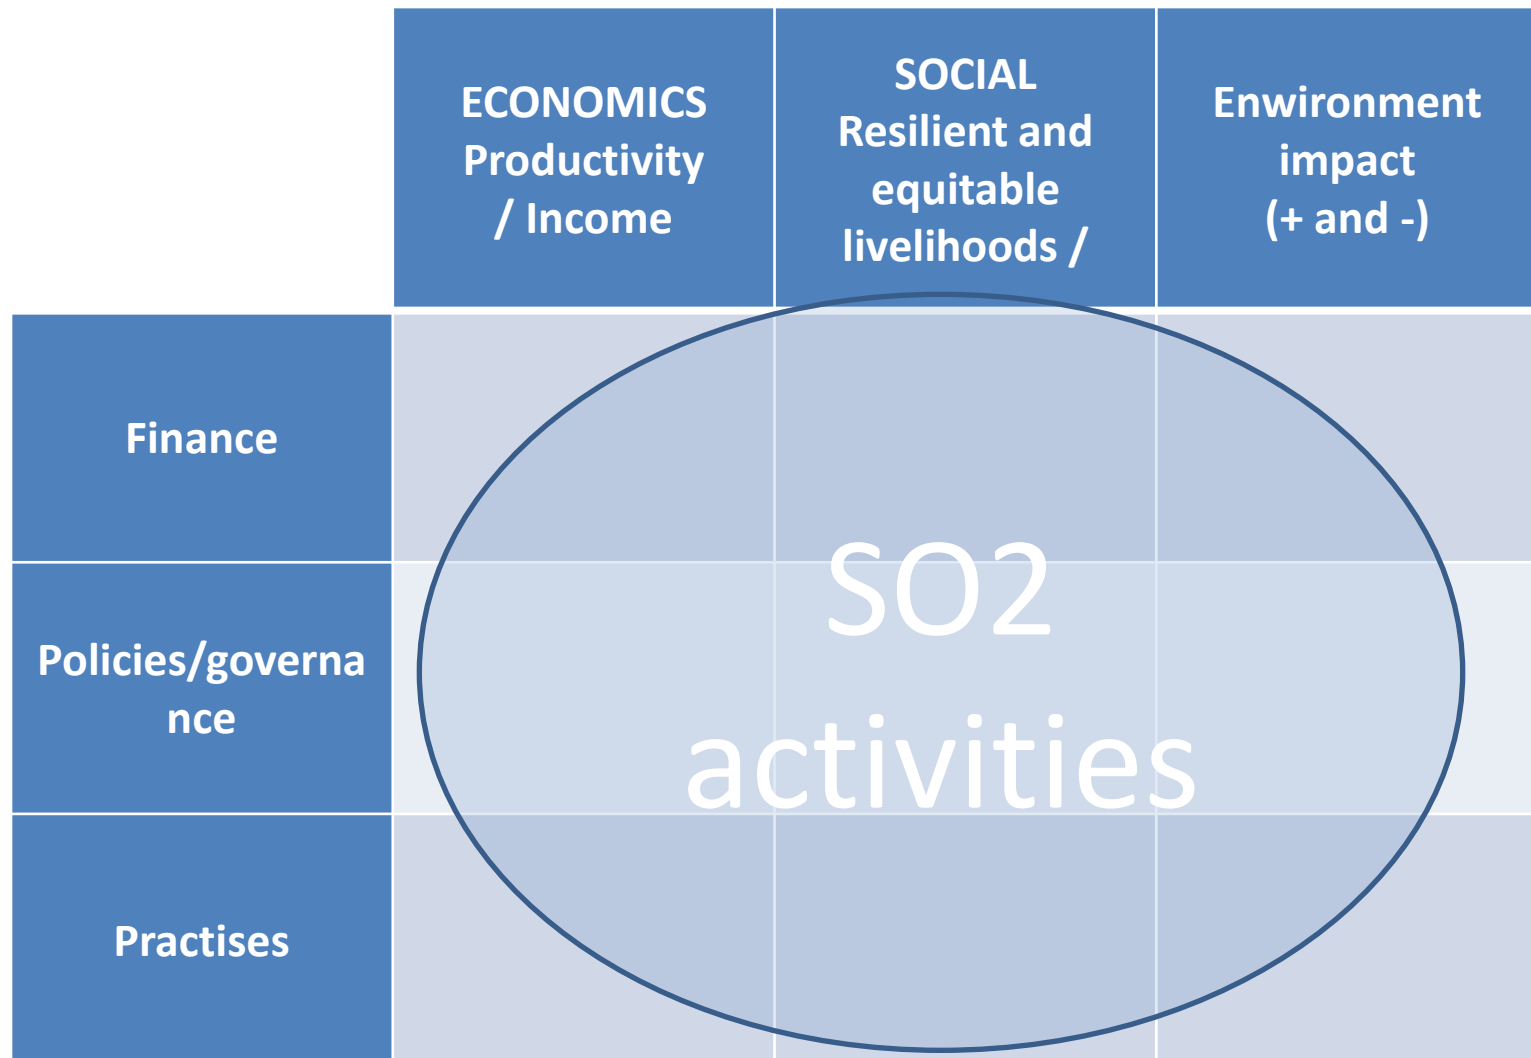 ECONOMICS
Productivity
/ Income
SOCIAL
Resilient and
equitable
livelihoods /
Enwironment
impact
(+ and -)
Finance
Policies/governa
nce
Practises
SO2
activities